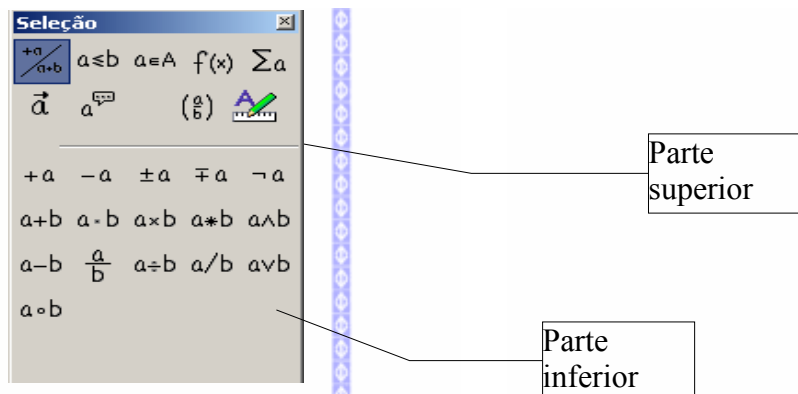 Seleção
+a/a+b a≤b a∈A f(x) Σa
a⃗ a (a/b) A
+a −a ±a ∓a ¬a
a+b a·b a×b a∗b a∧b
a−b a/b a÷b a/b a∨b
a∘b
Parte
superior
Parte
inferior